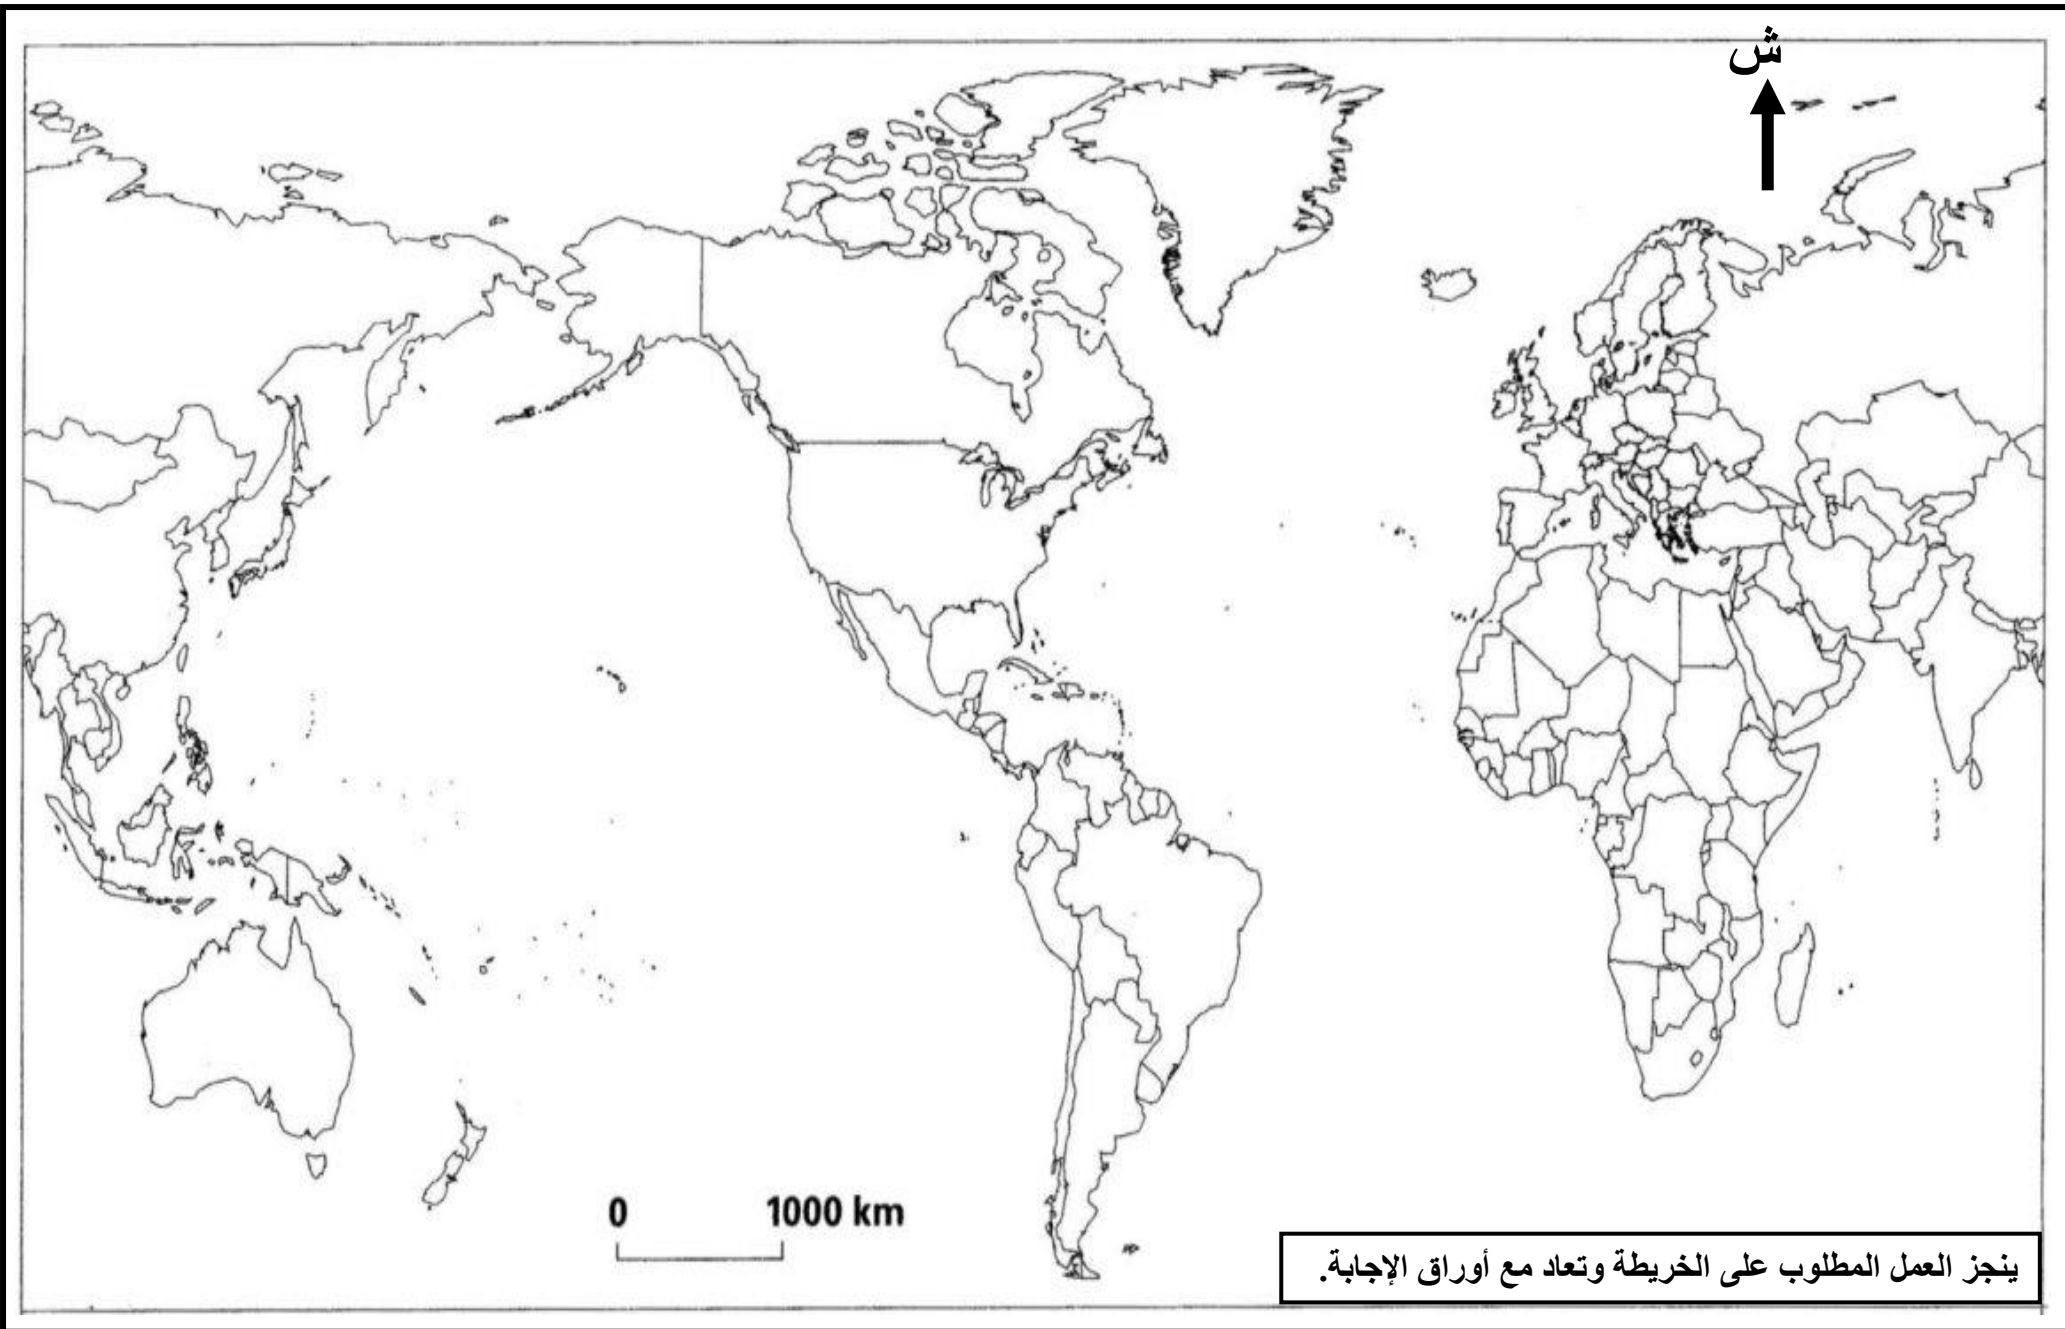 ش
0 1000 km
ينجز العمل المطلوب على الخريطة وتعاد مع أوراق الإجابة.